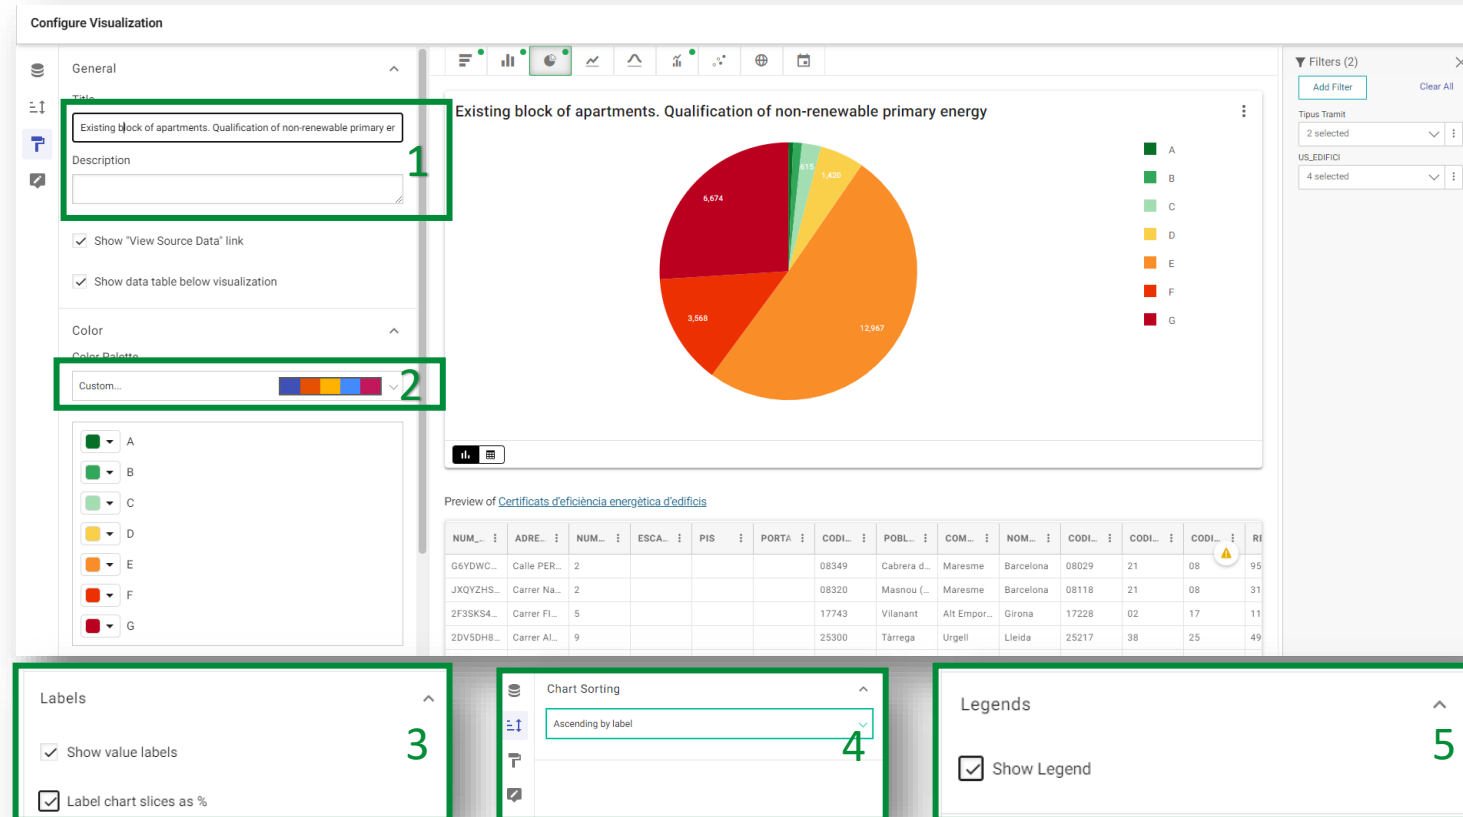 Configure Visualization
General
Title
Existing block of apartments. Qualification of non-renewable primary er
1
Description
Show "View Source Data" link
Show data table below visualization
Color
Color Palette
Custom...
2
A
B
C
D
E
F
G
Existing block of apartments. Qualification of non-renewable primary energy
615
1,420
6,674
3,568
12,967
A
B
C
D
E
F
G
Filters (2)
Add Filter
Clear All
Tipus Tramit
2 selected
US_EDIFICI
4 selected
Preview of Certificats d'eficiència energètica d'edificis
NUM_... ADRE... NUM... ESCA... PIS PORTA CODI... POBL... COM... NOM... CODI... CODI... CODI... RE
G6YDWC... Calle PER... 2 08349 Cabrera d... Maresme Barcelona 08029 21 08 95
JXQYZHS... Carrer Na... 2 08320 Masnou (... Maresme Barcelona 08118 21 08 31
2F3SKS4... Carrer Fl... 5 17743 Vilanant Alt Empor... Girona 17228 02 17 11
2DV5DH8... Carrer Al... 9 25300 Tàrrega Urgell Lleida 25217 38 25 49
Labels
Show value labels
3
Label chart slices as %
Chart Sorting
Ascending by label
4
Legends
5
Show Legend